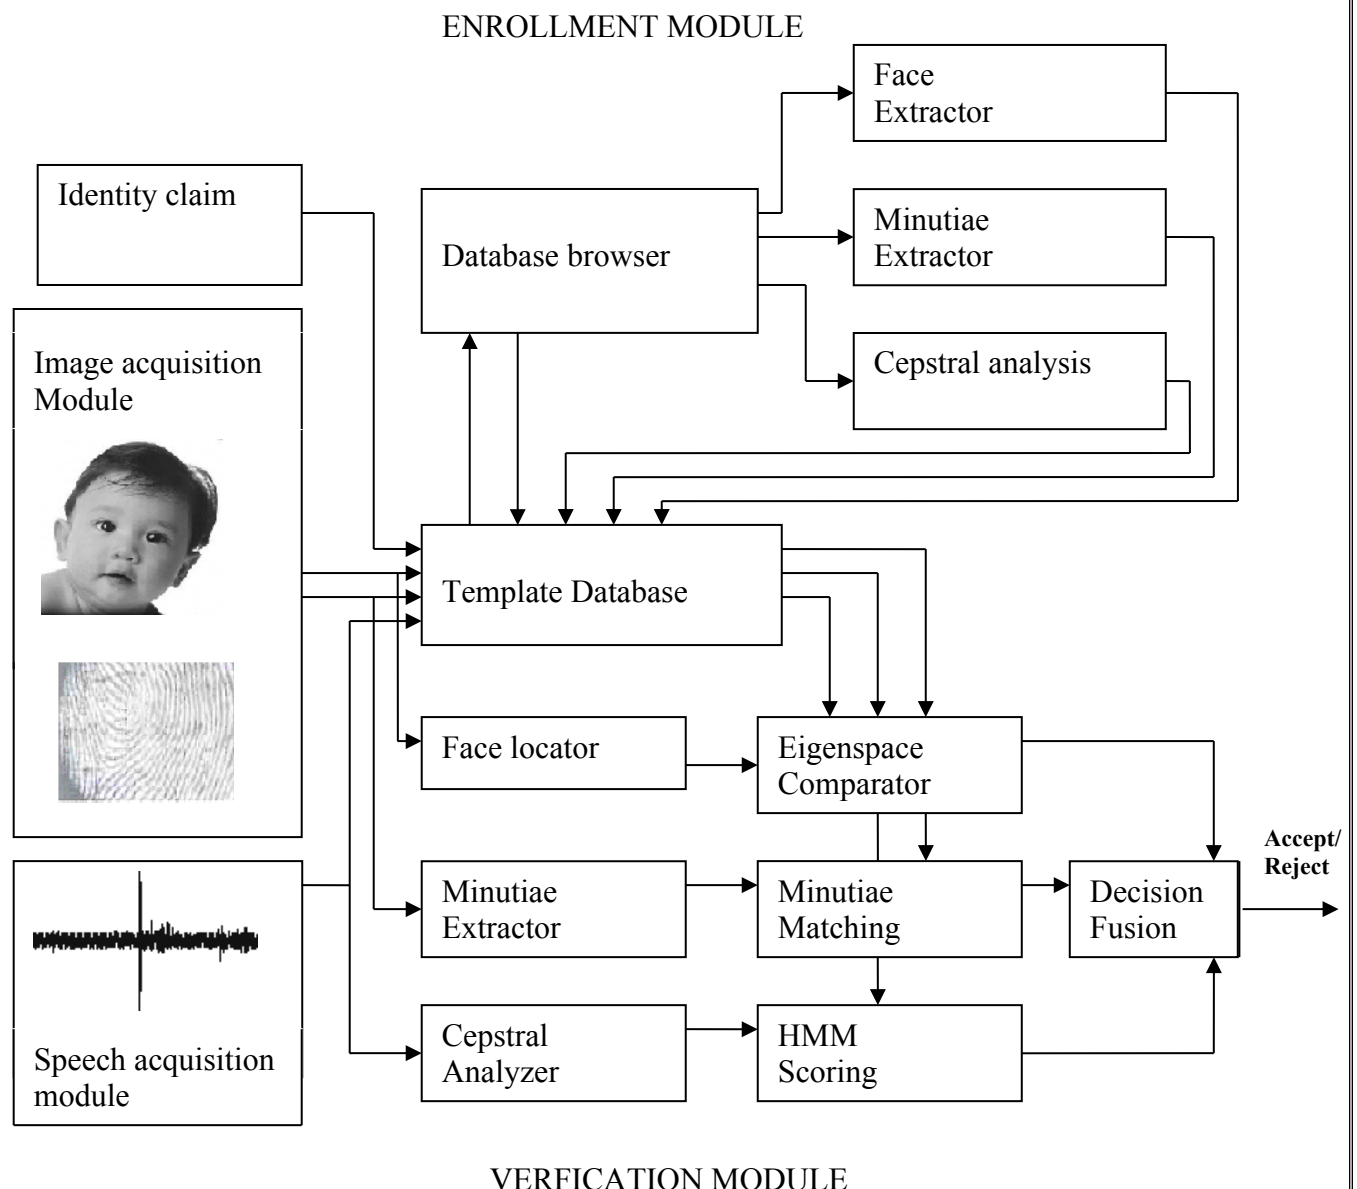 ENROLLMENT MODULE
Face
Extractor
Identity claim
Minutiae
Extractor
Database browser
Image acquisition
Module
Cepstral analysis
Template Database
Face locator
Eigenspace
Comparator
Accept/
Reject
Minutiae
Extractor
Minutiae
Matching
Decision
Fusion
Speech acquisition
module
Cepstral
Analyzer
HMM
Scoring
VERFICATION MODULE